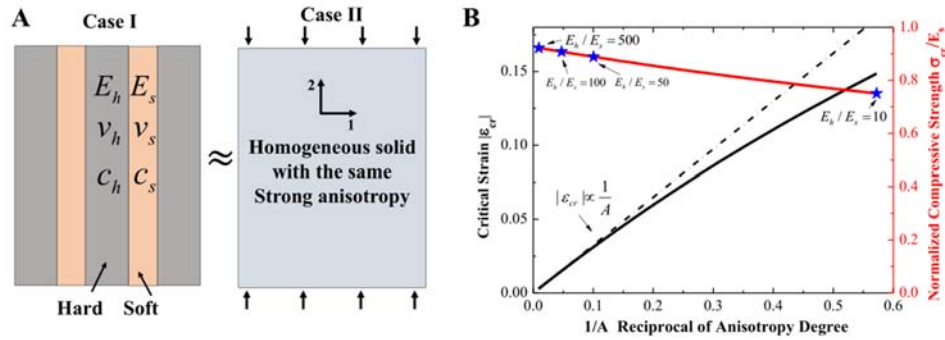 A
Case I
Case II
E_h E_s
ν_h ν_s
c_h c_s
Hard Soft
≈
2
1
Homogeneous solid
with the same
Strong anisotropy
B
Critical Strain |ε_cr|
0.15
0.10
0.05
0.00
E_h / E_s = 500
E_h / E_s = 100
E_h / E_s = 50
E_h / E_s = 10
|ε_cr| ∝ 1/A
0.0 0.1 0.2 0.3 0.4 0.5 0.6
1/A Reciprocal of Anisotropy Degree
1.0
0.8
0.6
0.4
0.2
0.0
Normalized Compressive Strength σ_cr/E_s